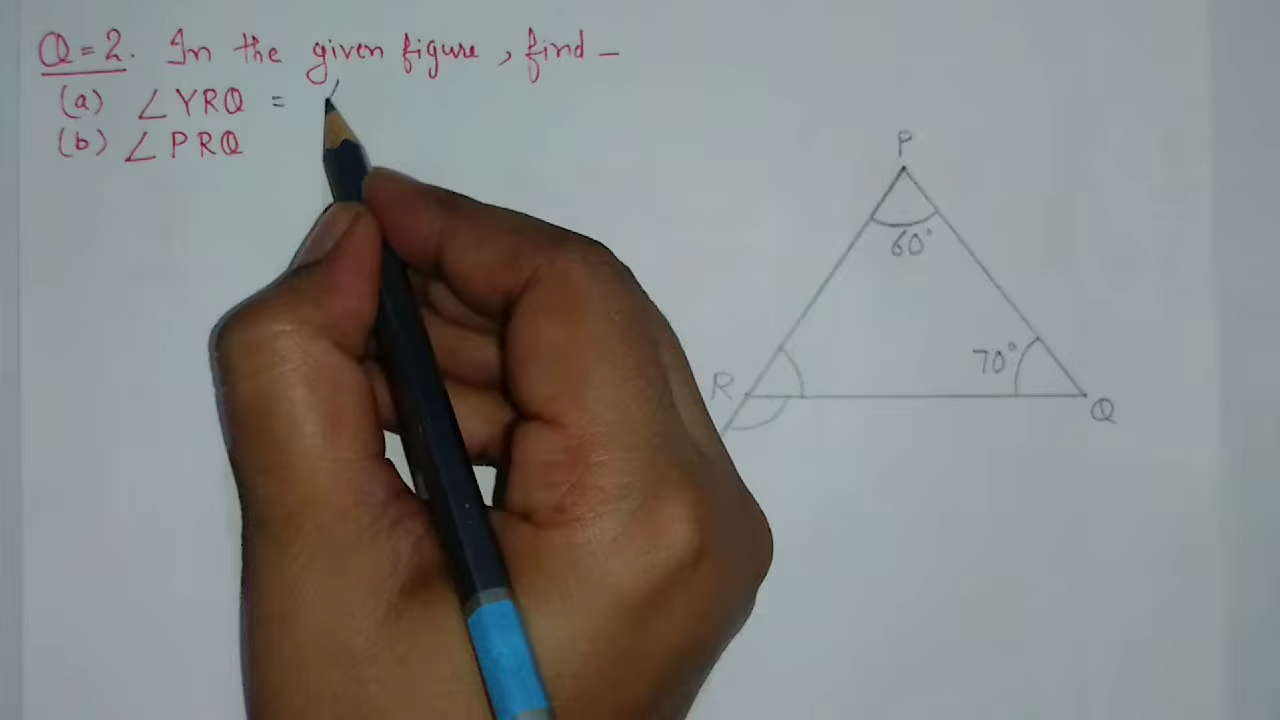 Q=2. In the given figure, find –
(a) ∠YRQ =
(b) ∠PRQ
P
60°
70°
R
Q